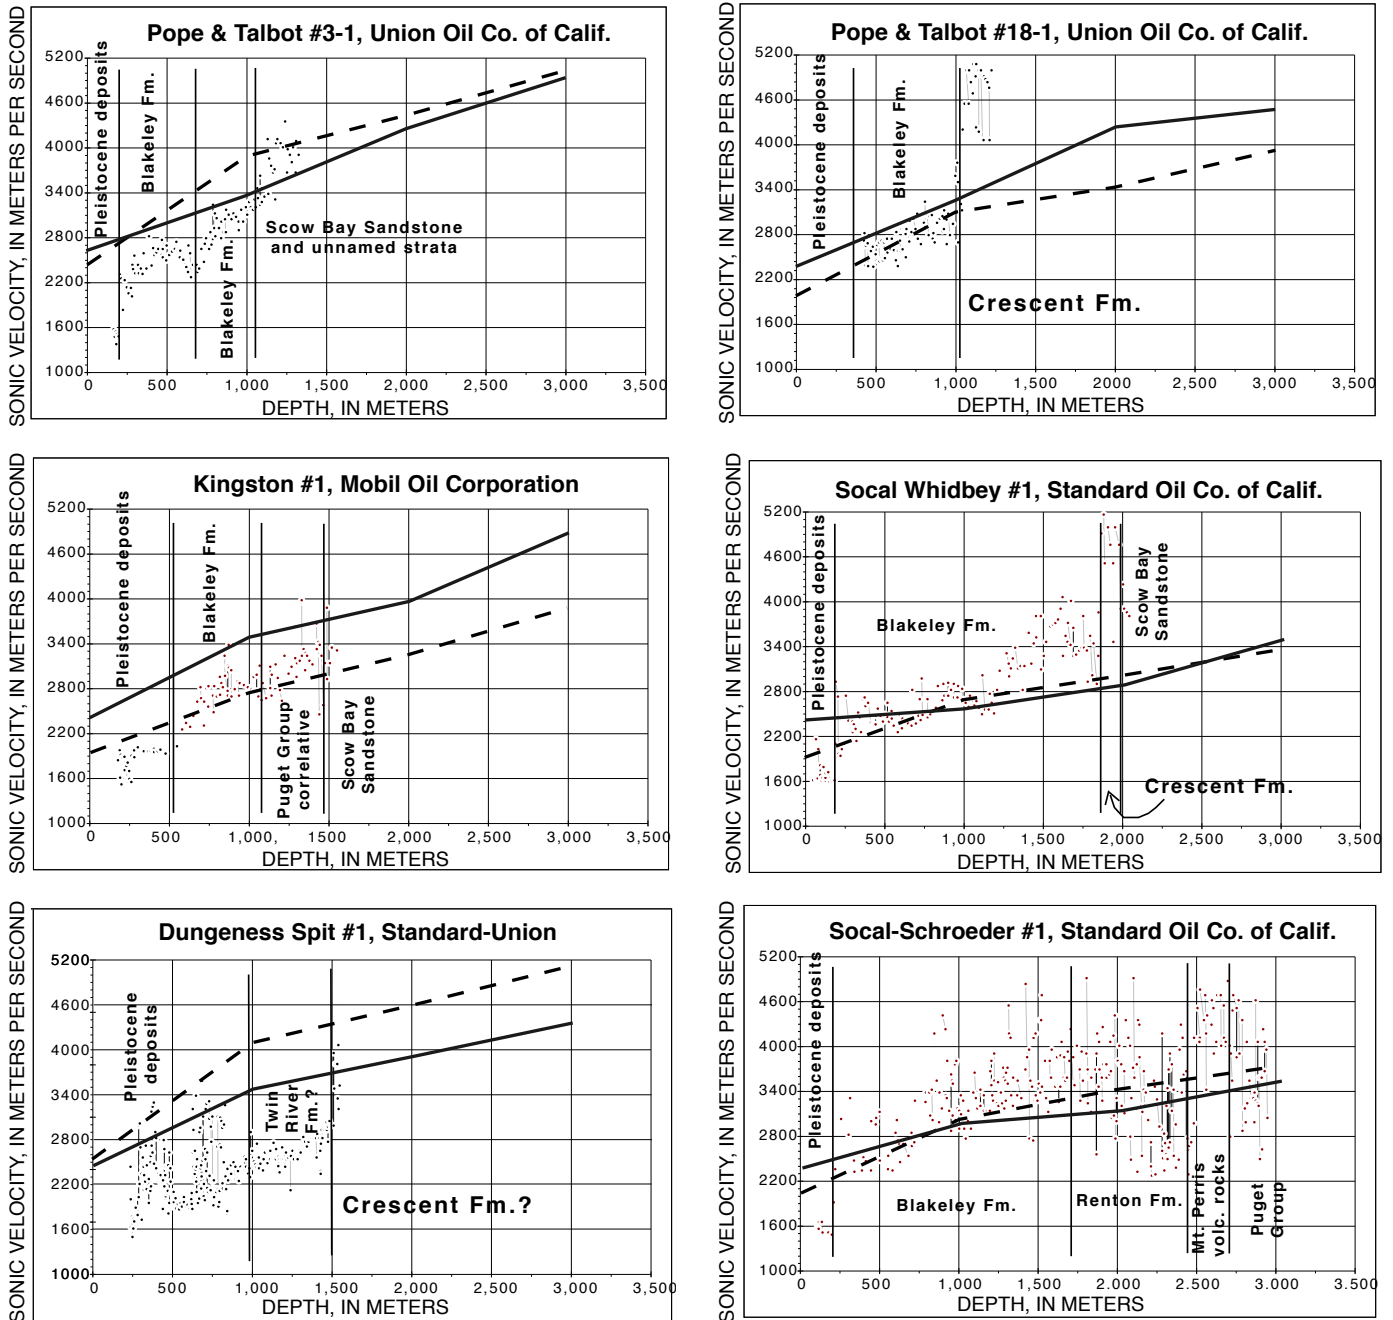 Pope & Talbot #3-1, Union Oil Co. of Calif.
SONIC VELOCITY, IN METERS PER SECOND
5200
4600
4000
3400
2800
2200
1600
1000
Pleistocene deposits
Blakeley Fm.
Blakeley Fm.
Scow Bay Sandstone
and unnamed strata
0 500 1,000 1,500 2,000 2,500 3,000 3,500
DEPTH, IN METERS
Pope & Talbot #18-1, Union Oil Co. of Calif.
SONIC VELOCITY, IN METERS PER SECOND
5200
4600
4000
3400
2800
2200
1600
1000
Pleistocene deposits
Blakeley Fm.
Crescent Fm.
0 500 1,000 1,500 2000 2,500 3,000 3,500
DEPTH, IN METERS
Kingston #1, Mobil Oil Corporation
SONIC VELOCITY, IN METERS PER SECOND
5200
4600
4000
3400
2800
2200
1600
1000
Pleistocene deposits
Blakeley Fm.
Puget Group
correlative
Scow Bay
Sandstone
0 500 1,000, 1,500 2,000 2,500 3,000 3,500
DEPTH, IN METERS
Socal Whidbey #1, Standard Oil Co. of Calif.
SONIC VELOCITY, IN METERS PER SECOND
5200
4600
4000
3400
2800
2200
1600
1000
Pleistocene deposits
Blakeley Fm.
Scow Bay
Sandstone
Crescent Fm.
0 500 1,000 1,500 2,000 2,500 3,000 3,500
DEPTH, IN METERS
Dungeness Spit #1, Standard-Union
SONIC VELOCITY, IN METERS PER SECOND
5200
4600
4000
3400
2800
2200
1600
1000
Pleistocene
deposits
Twin
River
Fm.?
Crescent Fm.?
0 500 1,000 1,500 2,000 2,500 3,000 3,500
DEPTH, IN METERS
Socal-Schroeder #1, Standard Oil Co. of Calif.
SONIC VELOCITY, IN METERS PER SECOND
5200
4600
4000
3400
2800
2200
1600
1000
Pleistocene deposits
Blakeley Fm.
Renton Fm.
Mt. Perris
volc. rocks
Puget
Group
0 500 1,000 1.500 2.000 2.500 3.000 3.500
DEPTH, IN METERS